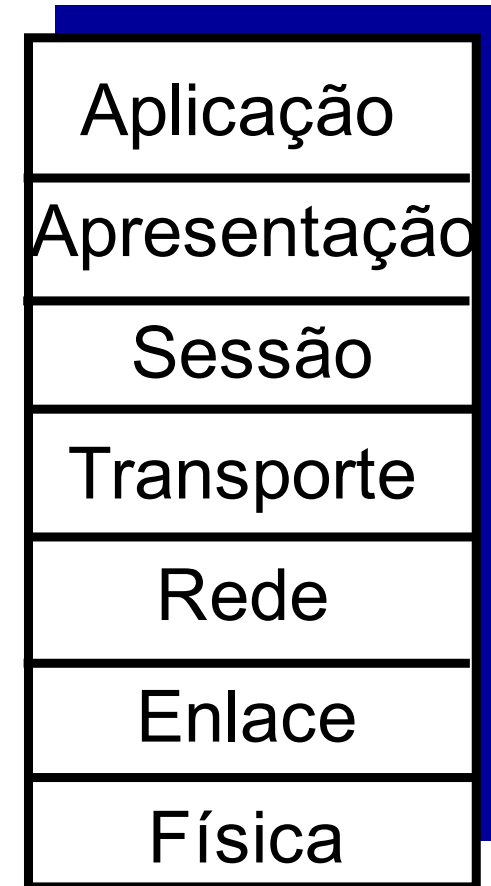 Aplicação
Apresentação
Sessão
Transporte
Rede
Enlace
Física